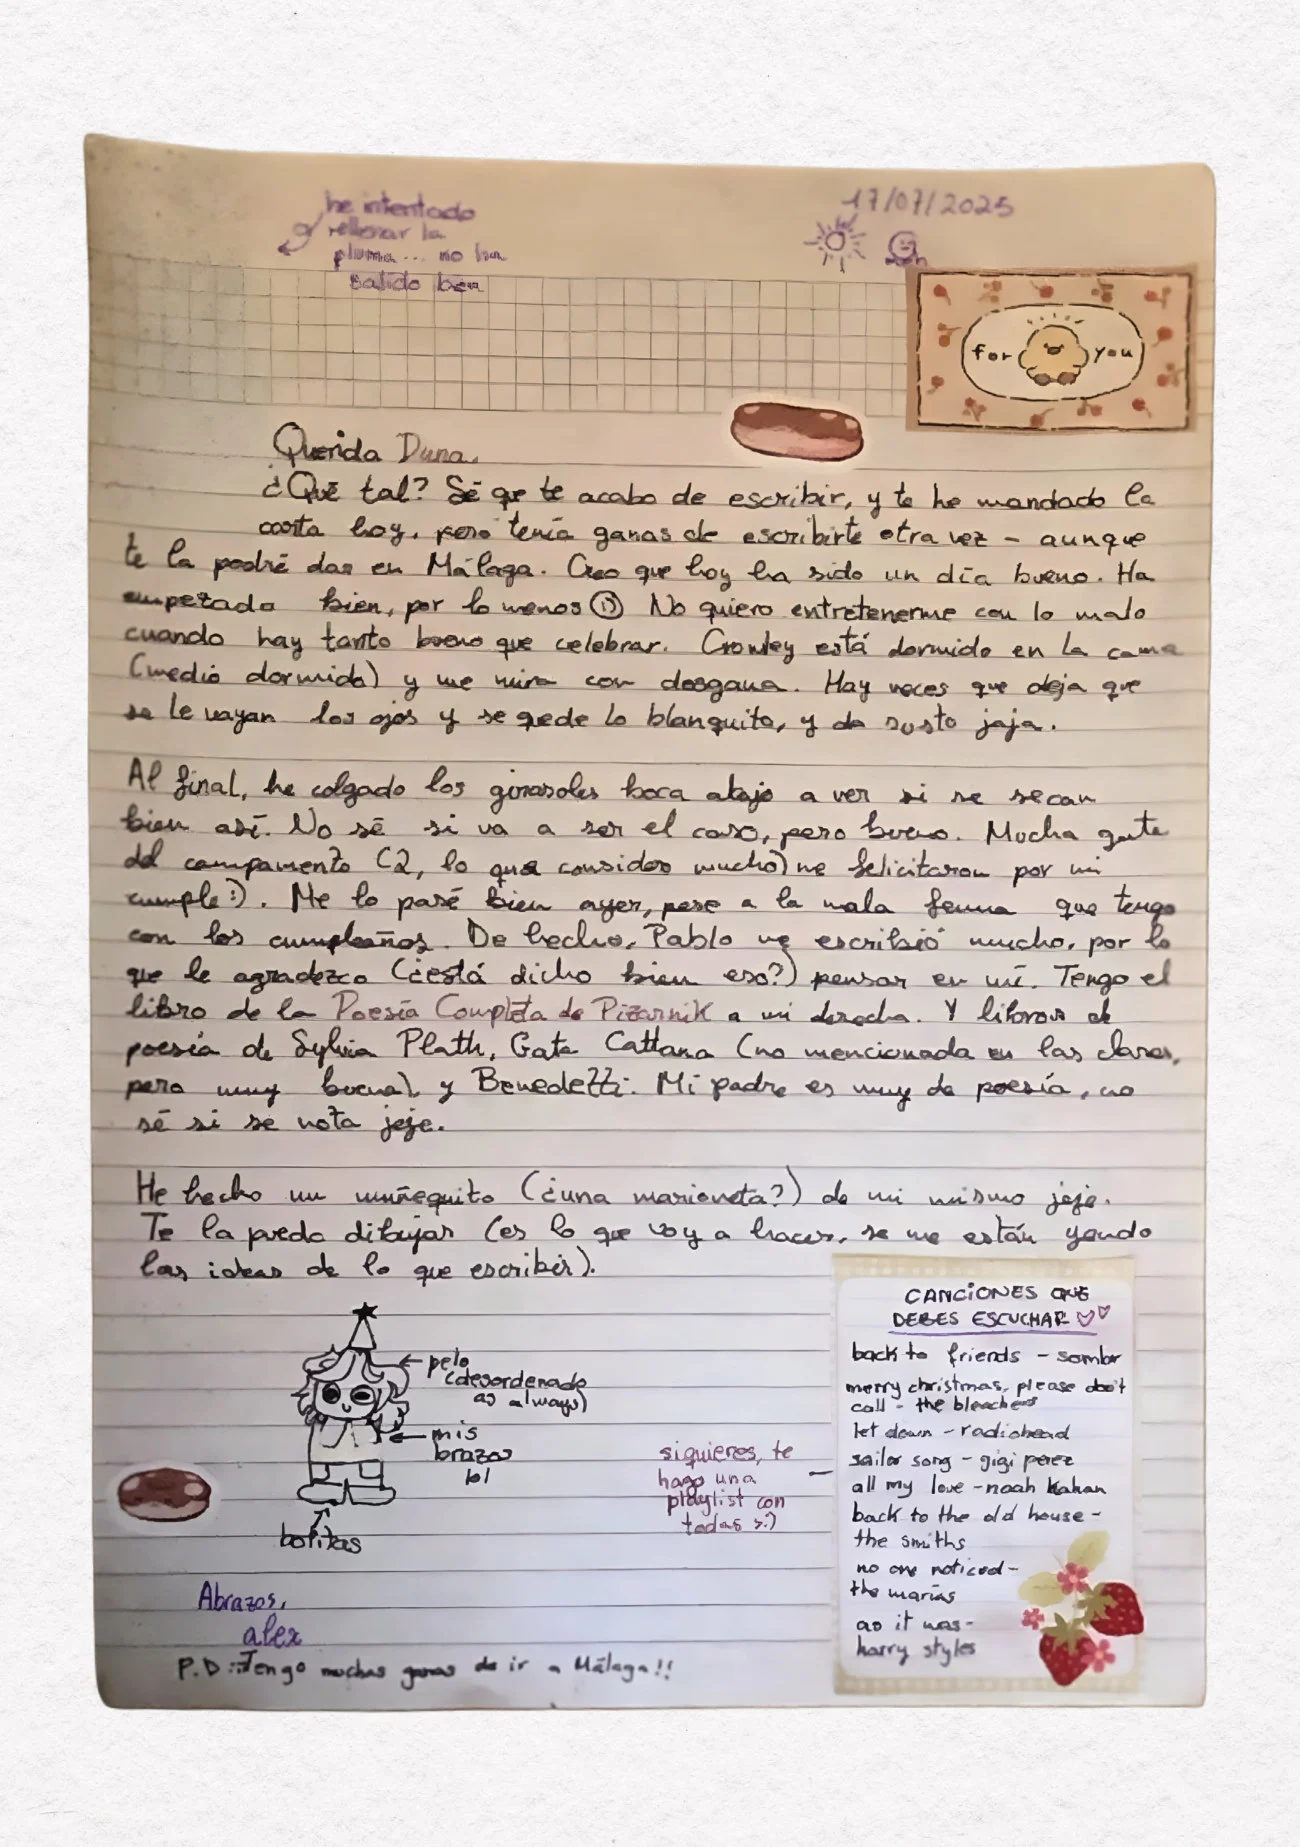 he intentado
rellenar la
pluma... no ha
salido bien
17/07/2025
for you
Querida Duna,
¿Qué tal? Sé que te acabo de escribir, y te he mandado la
carta hoy, pero tenía ganas de escribirte otra vez - aunque
te la podré dar en Málaga. Creo que hoy ha sido un día bueno. Ha
empezado bien, por lo menos :) No quiero entretenerme con lo malo
cuando hay tanto bueno que celebrar. Crowley está dormido en la cama
(medio dormido) y me mira con desgana. Hay veces que deja que
se le vayan los ojos y se qede lo blanquito, y da susto jaja.
Al final, he colgado los girasoles boca abajo a ver si se secan
bien así. No sé si va a ser el caso, pero bueno. Mucha gente
del campamento (2, lo que considero mucho) me felicitaron por mi
cumple :). Me lo pasé bien ayer, pese a la mala fama que tengo
con los cumpleaños. De hecho, Pablo me escribió mucho, por lo
que le agradezco (¿está dicho bien eso?) pensar en mí. Tengo el
libro de la Poesía Completa de Pizarnik a mi derecha. Y libros de
poesía de Sylvia Plath, Gata Cattana (no mencionada en las clases,
pero muy buena), y Benedetti. Mi padre es muy de poesía, no
sé si se nota jeje.
He hecho un muñequito (¿una marioneta?) de mi mismo jeje.
Te la puedo dibujar (es lo que voy a hacer, se me están yendo
las ideas de lo que escribir).
pelo
(desordenado
as always)
mis
brazos
lol
botitas
si quieres, te
hago una
playlist con
todas :)
CANCIONES QUE
DEBES ESCUCHAR
back to friends - sombr
merry christmas, please don't
call - the bleachers
let down - radiohead
sailor song - gigi perez
all my love - noah kahan
back to the old house -
the smiths
no one noticed -
the marías
as it was -
harry styles
Abrazos,
alex
P.D: Tengo muchas ganas de ir a Málaga!!